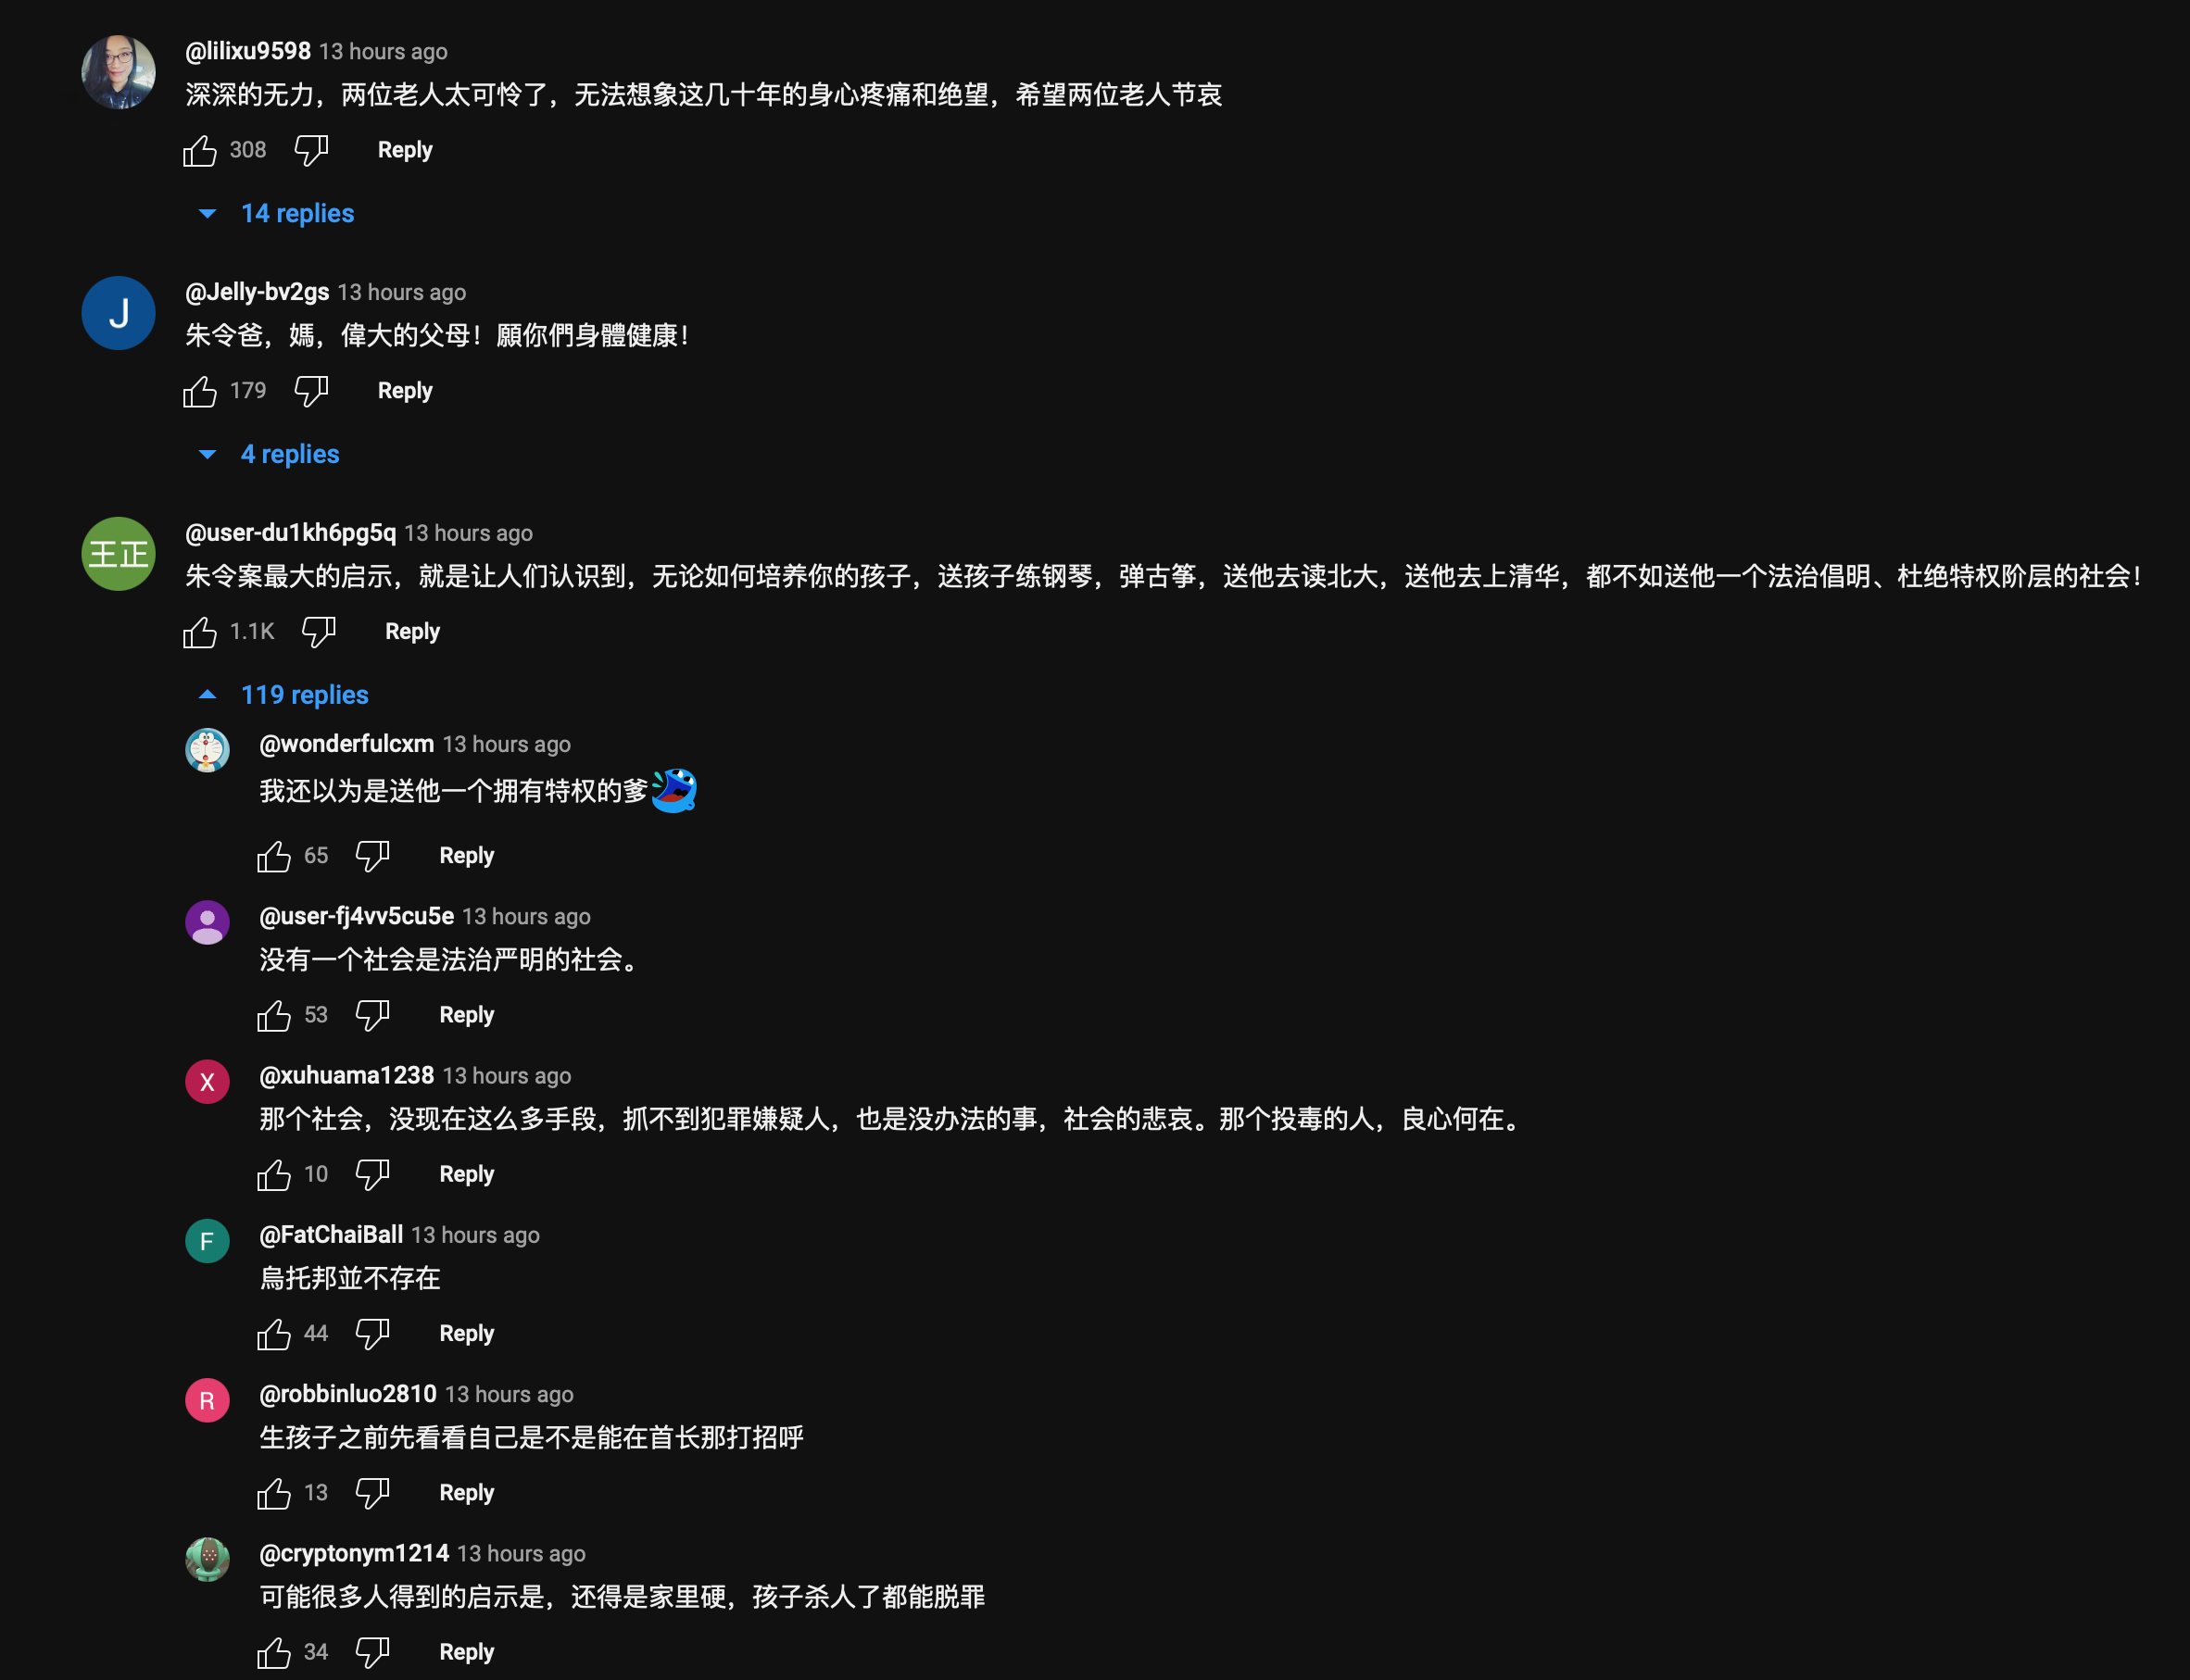 @lilixu9598 13 hours ago
深深的无力，两位老人太可怜了，无法想象这几十年的身心疼痛和绝望，希望两位老人节哀
308 Reply
14 replies
J
@Jelly-bv2gs 13 hours ago
朱令爸，媽，偉大的父母！願你們身體健康！
179 Reply
4 replies
王正
@user-du1kh6pg5q 13 hours ago
朱令案最大的启示，就是让人们认识到，无论如何培养你的孩子，送孩子练钢琴，弹古筝，送他去读北大，送他去上清华，都不如送他一个法治倡明、杜绝特权阶层的社会！
1.1K Reply
119 replies
@wonderfulcxm 13 hours ago
我还以为是送他一个拥有特权的爹
65 Reply
@user-fj4vv5cu5e 13 hours ago
没有一个社会是法治严明的社会。
53 Reply
X
@xuhuama1238 13 hours ago
那个社会，没现在这么多手段，抓不到犯罪嫌疑人，也是没办法的事，社会的悲哀。那个投毒的人，良心何在。
10 Reply
F
@FatChaiBall 13 hours ago
烏托邦並不存在
44 Reply
R
@robbinluo2810 13 hours ago
生孩子之前先看看自己是不是能在首长那打招呼
13 Reply
@cryptonym1214 13 hours ago
可能很多人得到的启示是，还得是家里硬，孩子杀人了都能脱罪
34 Reply